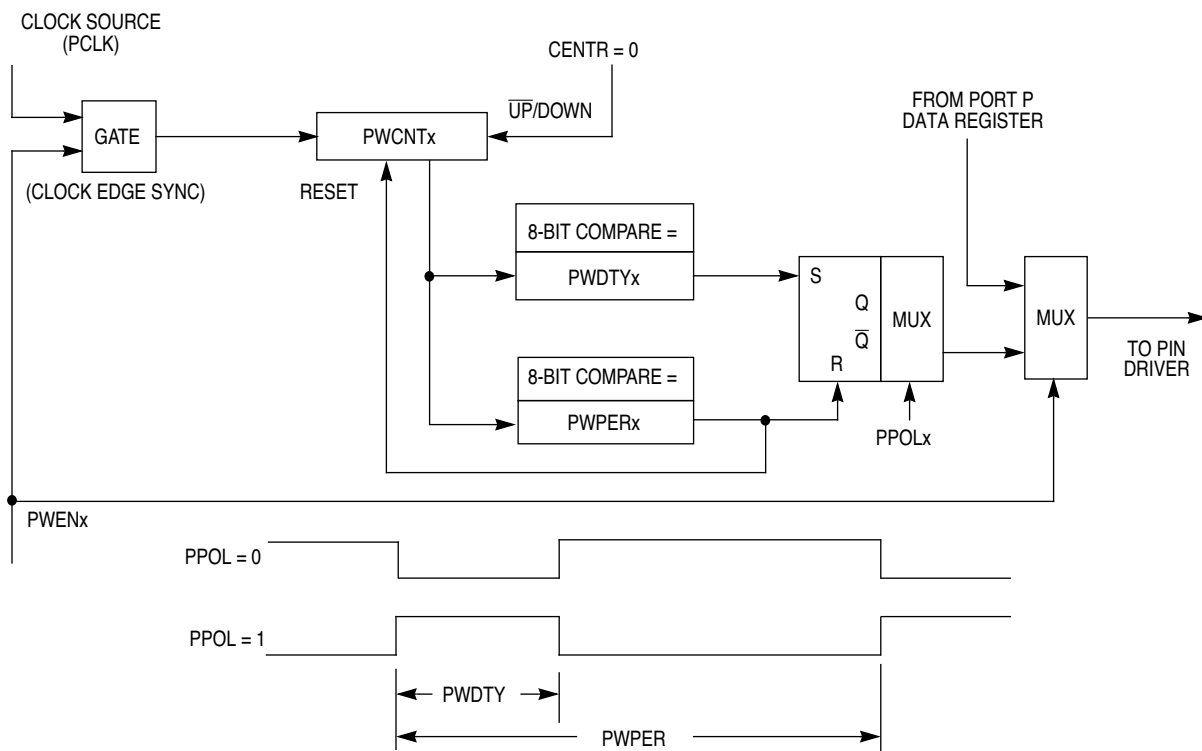 CLOCK SOURCE
(PCLK)
CENTR = 0
U̅P̅/DOWN
FROM PORT P
DATA REGISTER
GATE
PWCNTx
(CLOCK EDGE SYNC)
RESET
8-BIT COMPARE =
PWDTYx
S
Q
Q̅
R
MUX
MUX
TO PIN
DRIVER
8-BIT COMPARE =
PWPERx
PPOLx
PWENx
PPOL = 0
PPOL = 1
PWDTY
PWPER